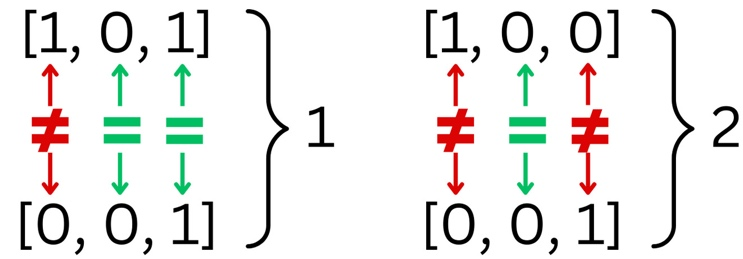 [1, 0, 1] [1, 0, 0]
≠ = = 1 ≠ = ≠ 2
[0, 0, 1] [0, 0, 1]